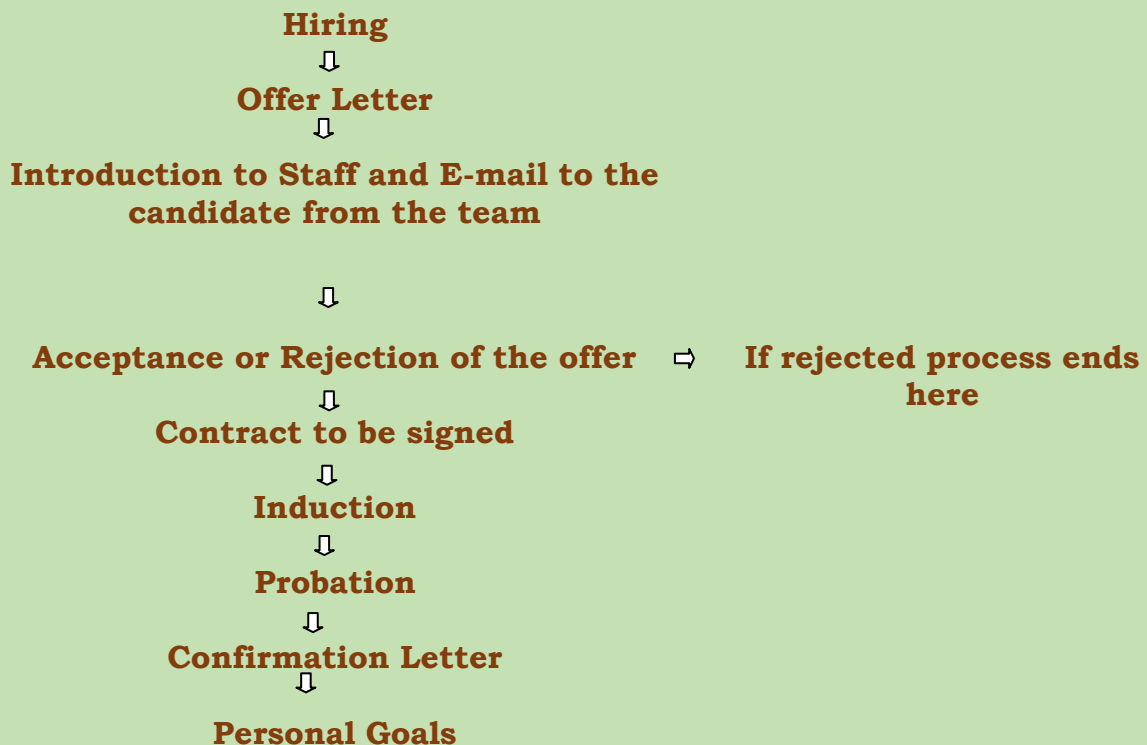 Hiring
Offer Letter
Introduction to Staff and E-mail to the
candidate from the team
Acceptance or Rejection of the offer
If rejected process ends
here
Contract to be signed
Induction
Probation
Confirmation Letter
Personal Goals